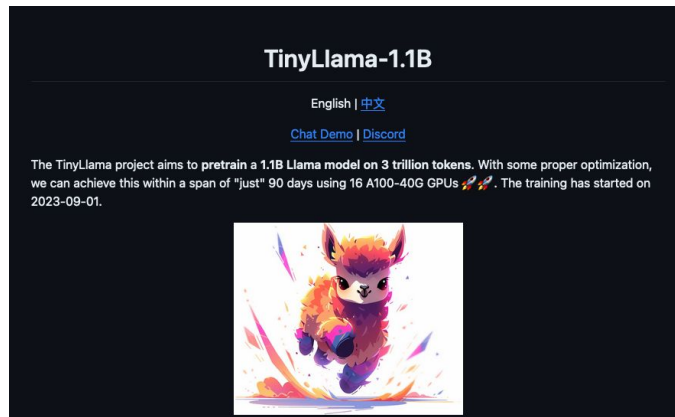 TinyLlama-1.1B
English | 中文
Chat Demo | Discord
The TinyLlama project aims to pretrain a 1.1B Llama model on 3 trillion tokens. With some proper optimization,
we can achieve this within a span of "just" 90 days using 16 A100-40G GPUs 🚀🚀. The training has started on
2023-09-01.